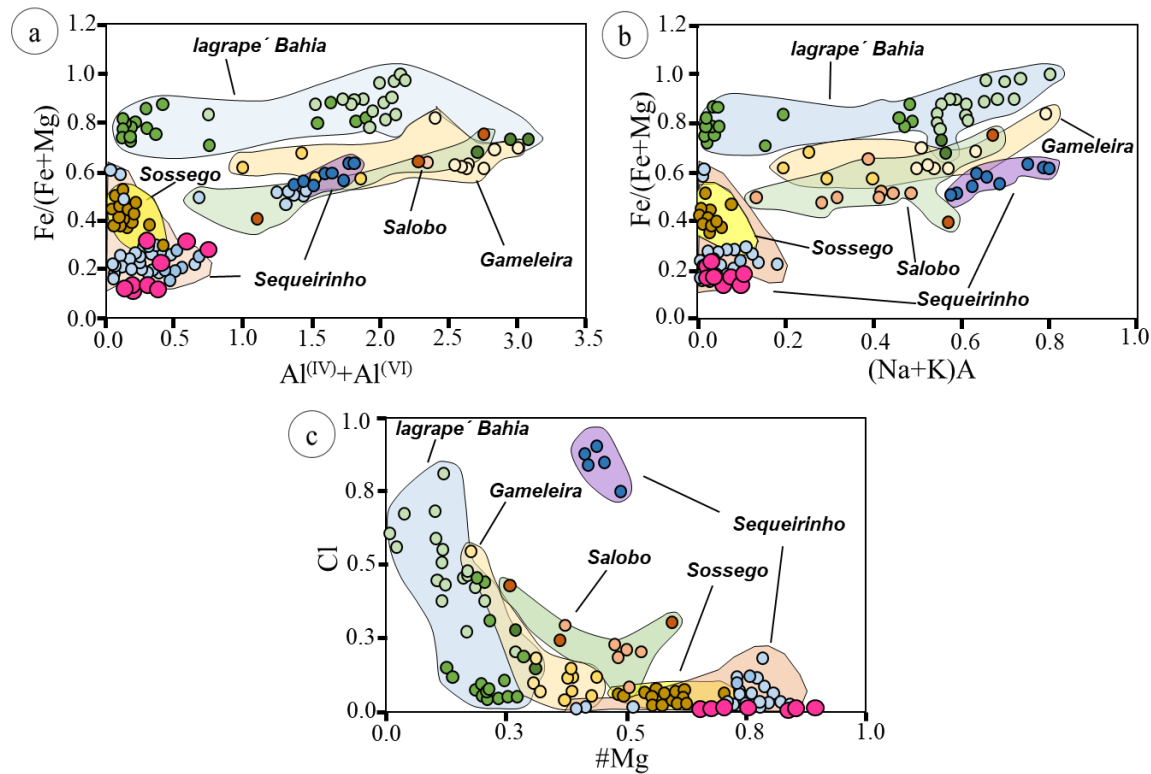 a
1.2
1.0
0.8
0.6
0.4
0.2
0.0
Fe/(Fe+Mg)
lagrape´ Bahia
Sossego
Salobo
Gameleira
Sequeirinho
0.0 0.5 1.0 1.5 2.0 2.5 3.0 3.5
Al(IV)+Al(VI)
b
1.2
1.0
0.8
0.6
0.4
0.2
0.0
Fe/(Fe+Mg)
lagrape´ Bahia
Gameleira
Sossego
Salobo
Sequeirinho
0.0 0.2 0.4 0.6 0.8 1.0
(Na+K)A
c
1.0
0.8
0.5
0.3
0.0
Cl
lagrape´ Bahia
Gameleira
Sequeirinho
Salobo
Sossego
0.0 0.3 0.5 0.8 1.0
#Mg